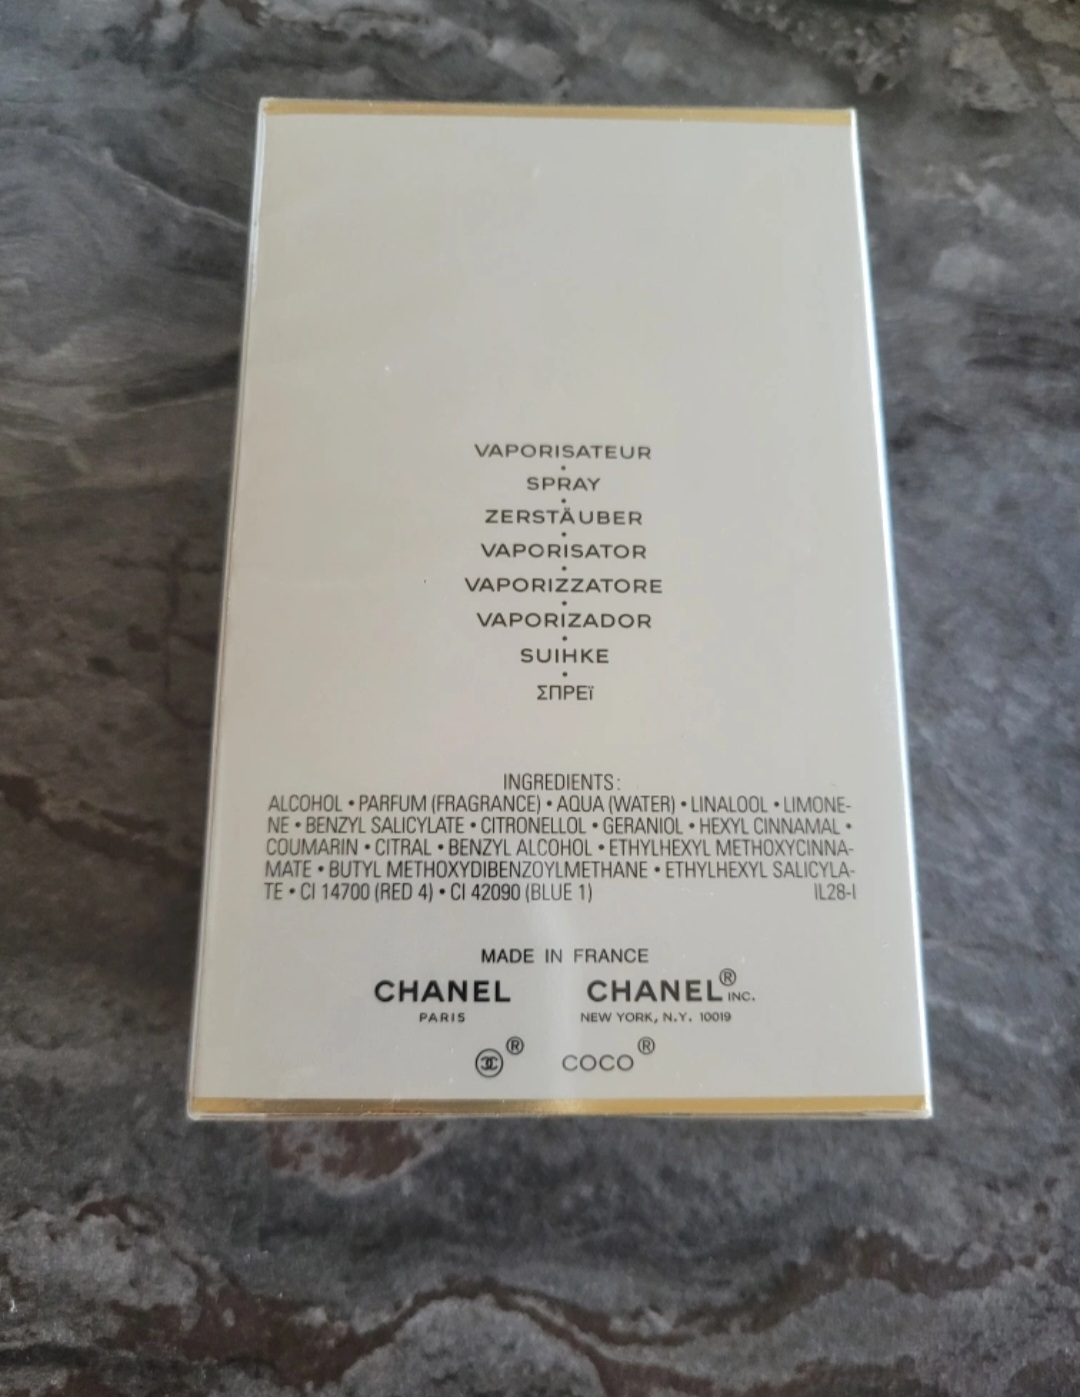 VAPORISATEUR
•
SPRAY
•
ZERSTÄUBER
•
VAPORISATOR
•
VAPORIZZATORE
•
VAPORIZADOR
•
SUIHKE
•
ΣΠΡΕϊ
INGREDIENTS:
ALCOHOL • PARFUM (FRAGRANCE) • AQUA (WATER) • LINALOOL • LIMONE-
NE • BENZYL SALICYLATE • CITRONELLOL • GERANIOL • HEXYL CINNAMAL •
COUMARIN • CITRAL • BENZYL ALCOHOL • ETHYLHEXYL METHOXYCINNA-
MATE • BUTYL METHOXYDIBENZOYLMETHANE • ETHYLHEXYL SALICYLA-
TE • CI 14700 (RED 4) • CI 42090 (BLUE 1) IL28-I
MADE IN FRANCE
CHANEL CHANEL® INC.
PARIS NEW YORK, N.Y. 10019
® COCO®